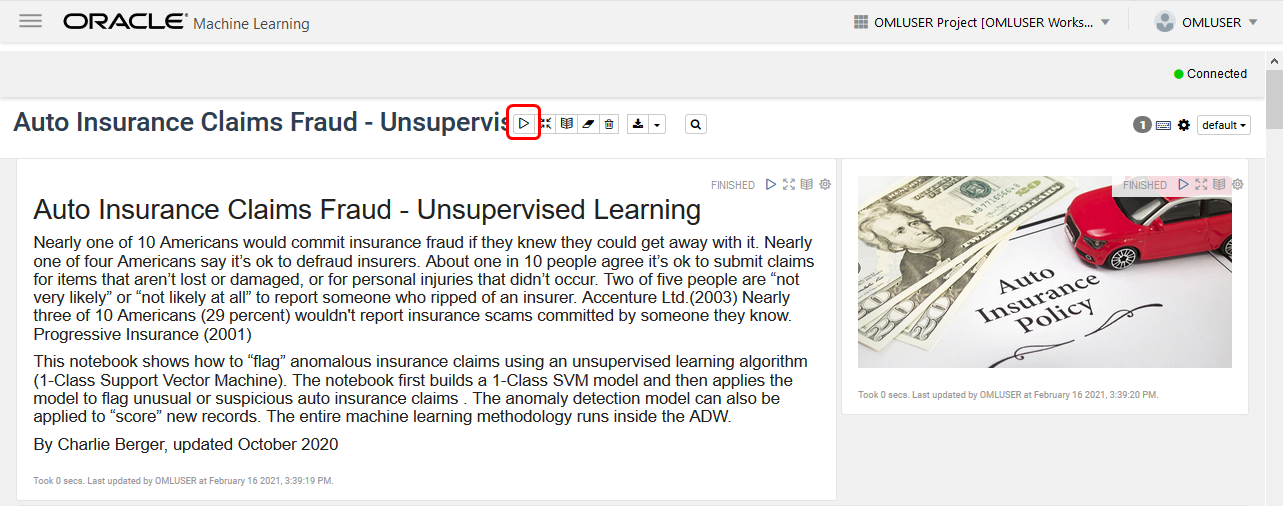 ORACLE Machine Learning
OMLUSER Project [OMLUSER Works...
OMLUSER
Connected
Auto Insurance Claims Fraud - Unsupervis
1
default
FINISHED
Auto Insurance Claims Fraud - Unsupervised Learning
Nearly one of 10 Americans would commit insurance fraud if they knew they could get away with it. Nearly
one of four Americans say it’s ok to defraud insurers. About one in 10 people agree it’s ok to submit claims
for items that aren’t lost or damaged, or for personal injuries that didn’t occur. Two of five people are “not
very likely” or “not likely at all” to report someone who ripped of an insurer. Accenture Ltd.(2003) Nearly
three of 10 Americans (29 percent) wouldn't report insurance scams committed by someone they know.
Progressive Insurance (2001)
This notebook shows how to “flag” anomalous insurance claims using an unsupervised learning algorithm
(1-Class Support Vector Machine). The notebook first builds a 1-Class SVM model and then applies the
model to flag unusual or suspicious auto insurance claims . The anomaly detection model can also be
applied to “score” new records. The entire machine learning methodology runs inside the ADW.
By Charlie Berger, updated October 2020
Took 0 secs. Last updated by OMLUSER at February 16 2021, 3:39:19 PM.
FINISHED
Auto
Insurance
Policy
Took 0 secs. Last updated by OMLUSER at February 16 2021, 3:39:20 PM.